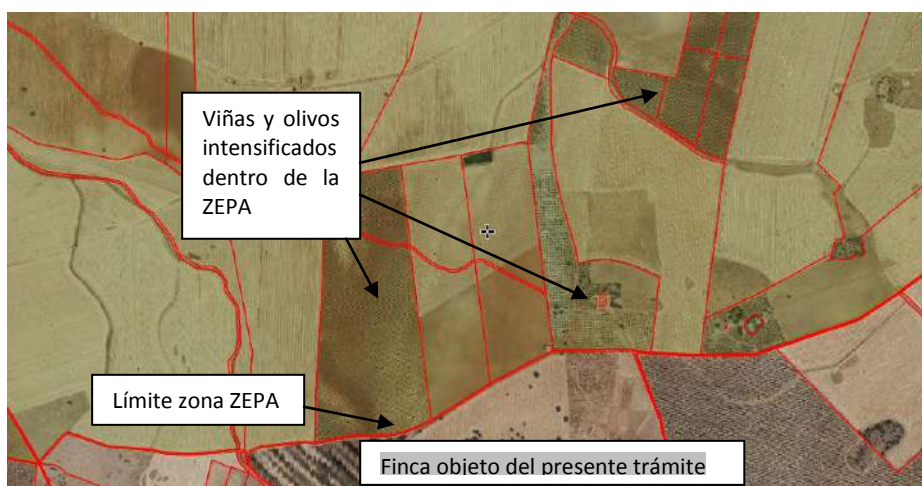 Viñas y olivos
intensificados
dentro de la
ZEPA
Límite zona ZEPA
Finca objeto del presente trámite